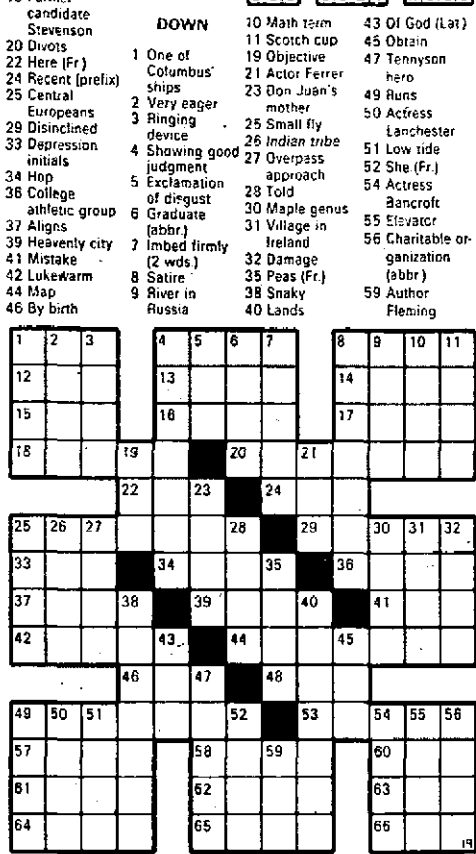 candidate
Stevenson
20 Divots
22 Here (Fr)
24 Recent (prefix)
25 Central
Europeans
29 Disinclined
33 Depression
initials
34 Hop
36 College
athletic group
37 Aligns
39 Heavenly city
41 Mistake
42 Lukewarm
44 Map
46 By birth
DOWN
1 One of
Columbus'
ships
2 Very eager
3 Ringing
device
4 Showing good
judgment
5 Exclamation
of disgust
6 Graduate
(abbr.)
7 Imbed firmly
(2 wds.)
8 Satire
9 River in
Russia
10 Math term
11 Scotch cup
19 Objective
21 Actor Ferrer
23 Don Juan's
mother
25 Small fly
26 Indian tribe
27 Overpass
approach
28 Told
30 Maple genus
31 Village in
Ireland
32 Damage
35 Peas (Fr.)
38 Snaky
40 Lands
43 Of God (Lat)
45 Obtain
47 Tennyson
hero
49 Runs
50 Actress
Lanchester
51 Low tide
52 She (Fr.)
54 Actress
Bancroft
55 Elevator
56 Charitable or-
ganization
(abbr)
59 Author
Fleming
1 2 3 4 5 6 7 8 9 10 11
12 13 14
15 16 17
18 19 20 21
22 23 24
25 26 27 28 29 30 31 32
33 34 35 36
37 38 39 40 41
42 43 44 45
46 47 48
49 50 51 52 53 54 55 56
57 58 59 60
61 62 63
64 65 66
19